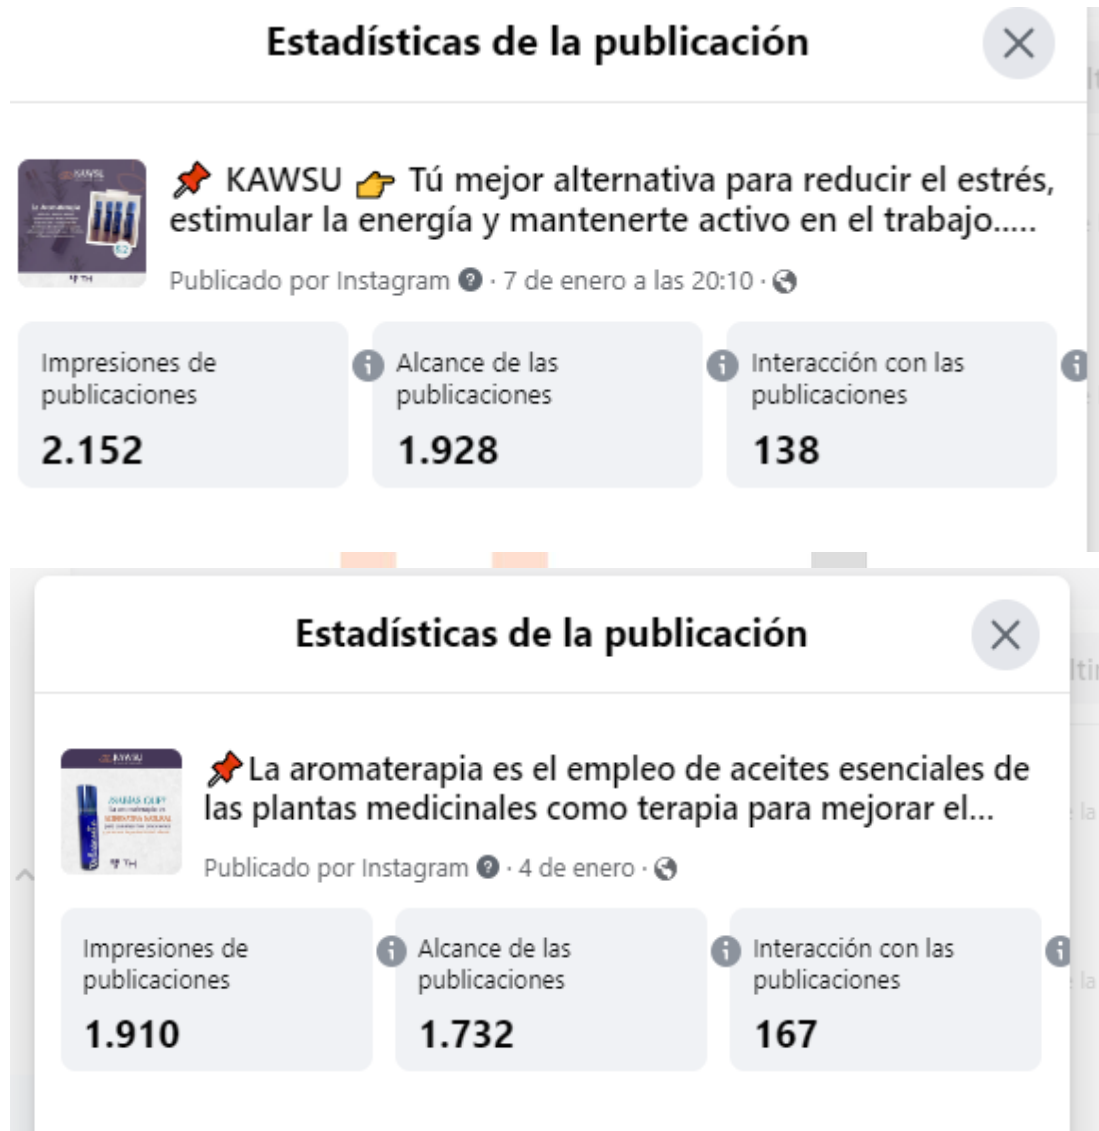 Estadísticas de la publicación
📌 KAWSU 👉 Tú mejor alternativa para reducir el estrés,
estimular la energía y mantenerte activo en el trabajo.....
Publicado por Instagram · 7 de enero a las 20:10 ·
Impresiones de
publicaciones
2.152
Alcance de las
publicaciones
1.928
Interacción con las
publicaciones
138
Estadísticas de la publicación
KAWSU
📌La aromaterapia es el empleo de aceites esenciales de
las plantas medicinales como terapia para mejorar el...
Publicado por Instagram · 4 de enero ·
Impresiones de
publicaciones
1.910
Alcance de las
publicaciones
1.732
Interacción con las
publicaciones
167